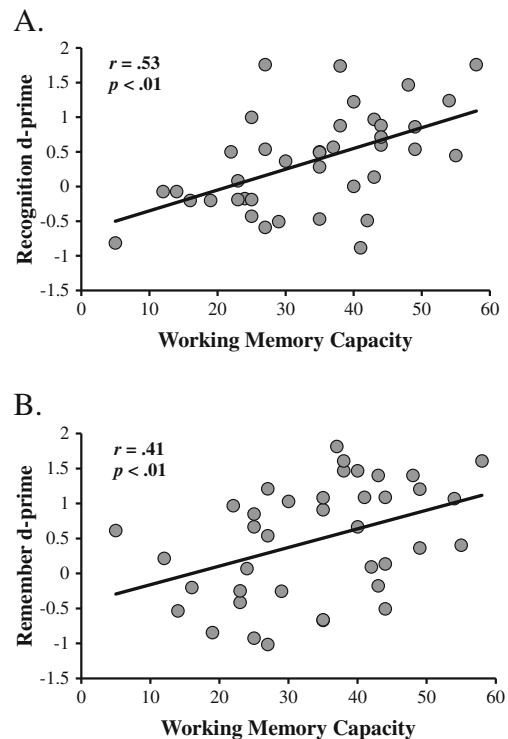 A.
r = .53
p < .01
2
1.5
1
0.5
0
-0.5
-1
-1.5
Recognition d-prime
0 10 20 30 40 50 60
Working Memory Capacity
B.
r = .41
p < .01
2
1.5
1
0.5
0
-0.5
-1
-1.5
Remember d-prime
0 10 20 30 40 50 60
Working Memory Capacity